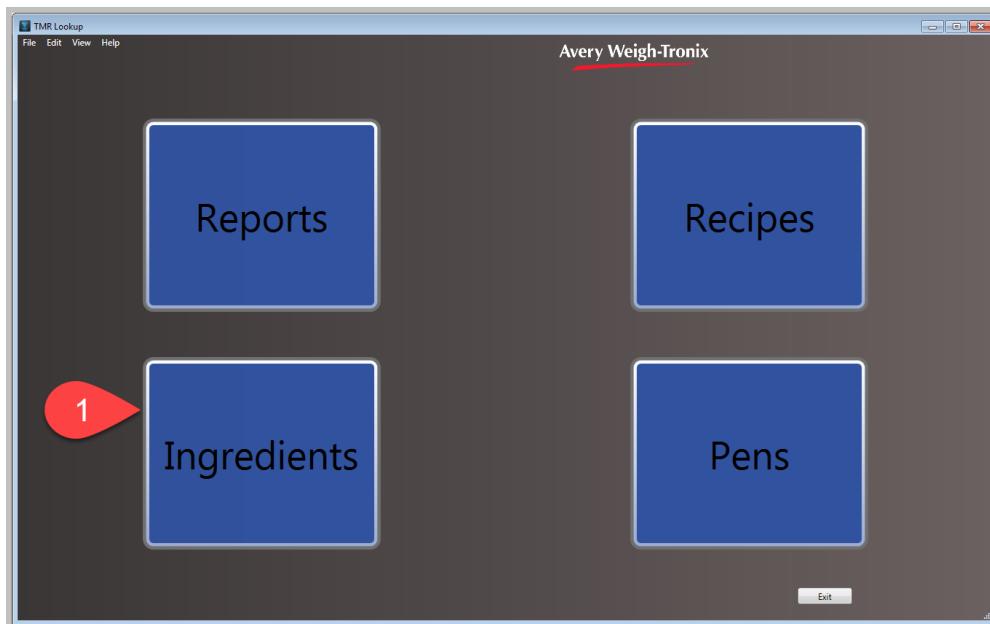 TMR Lookup
File Edit View Help
Avery Weigh-Tronix
Reports
Recipes
1
Ingredients
Pens
Exit